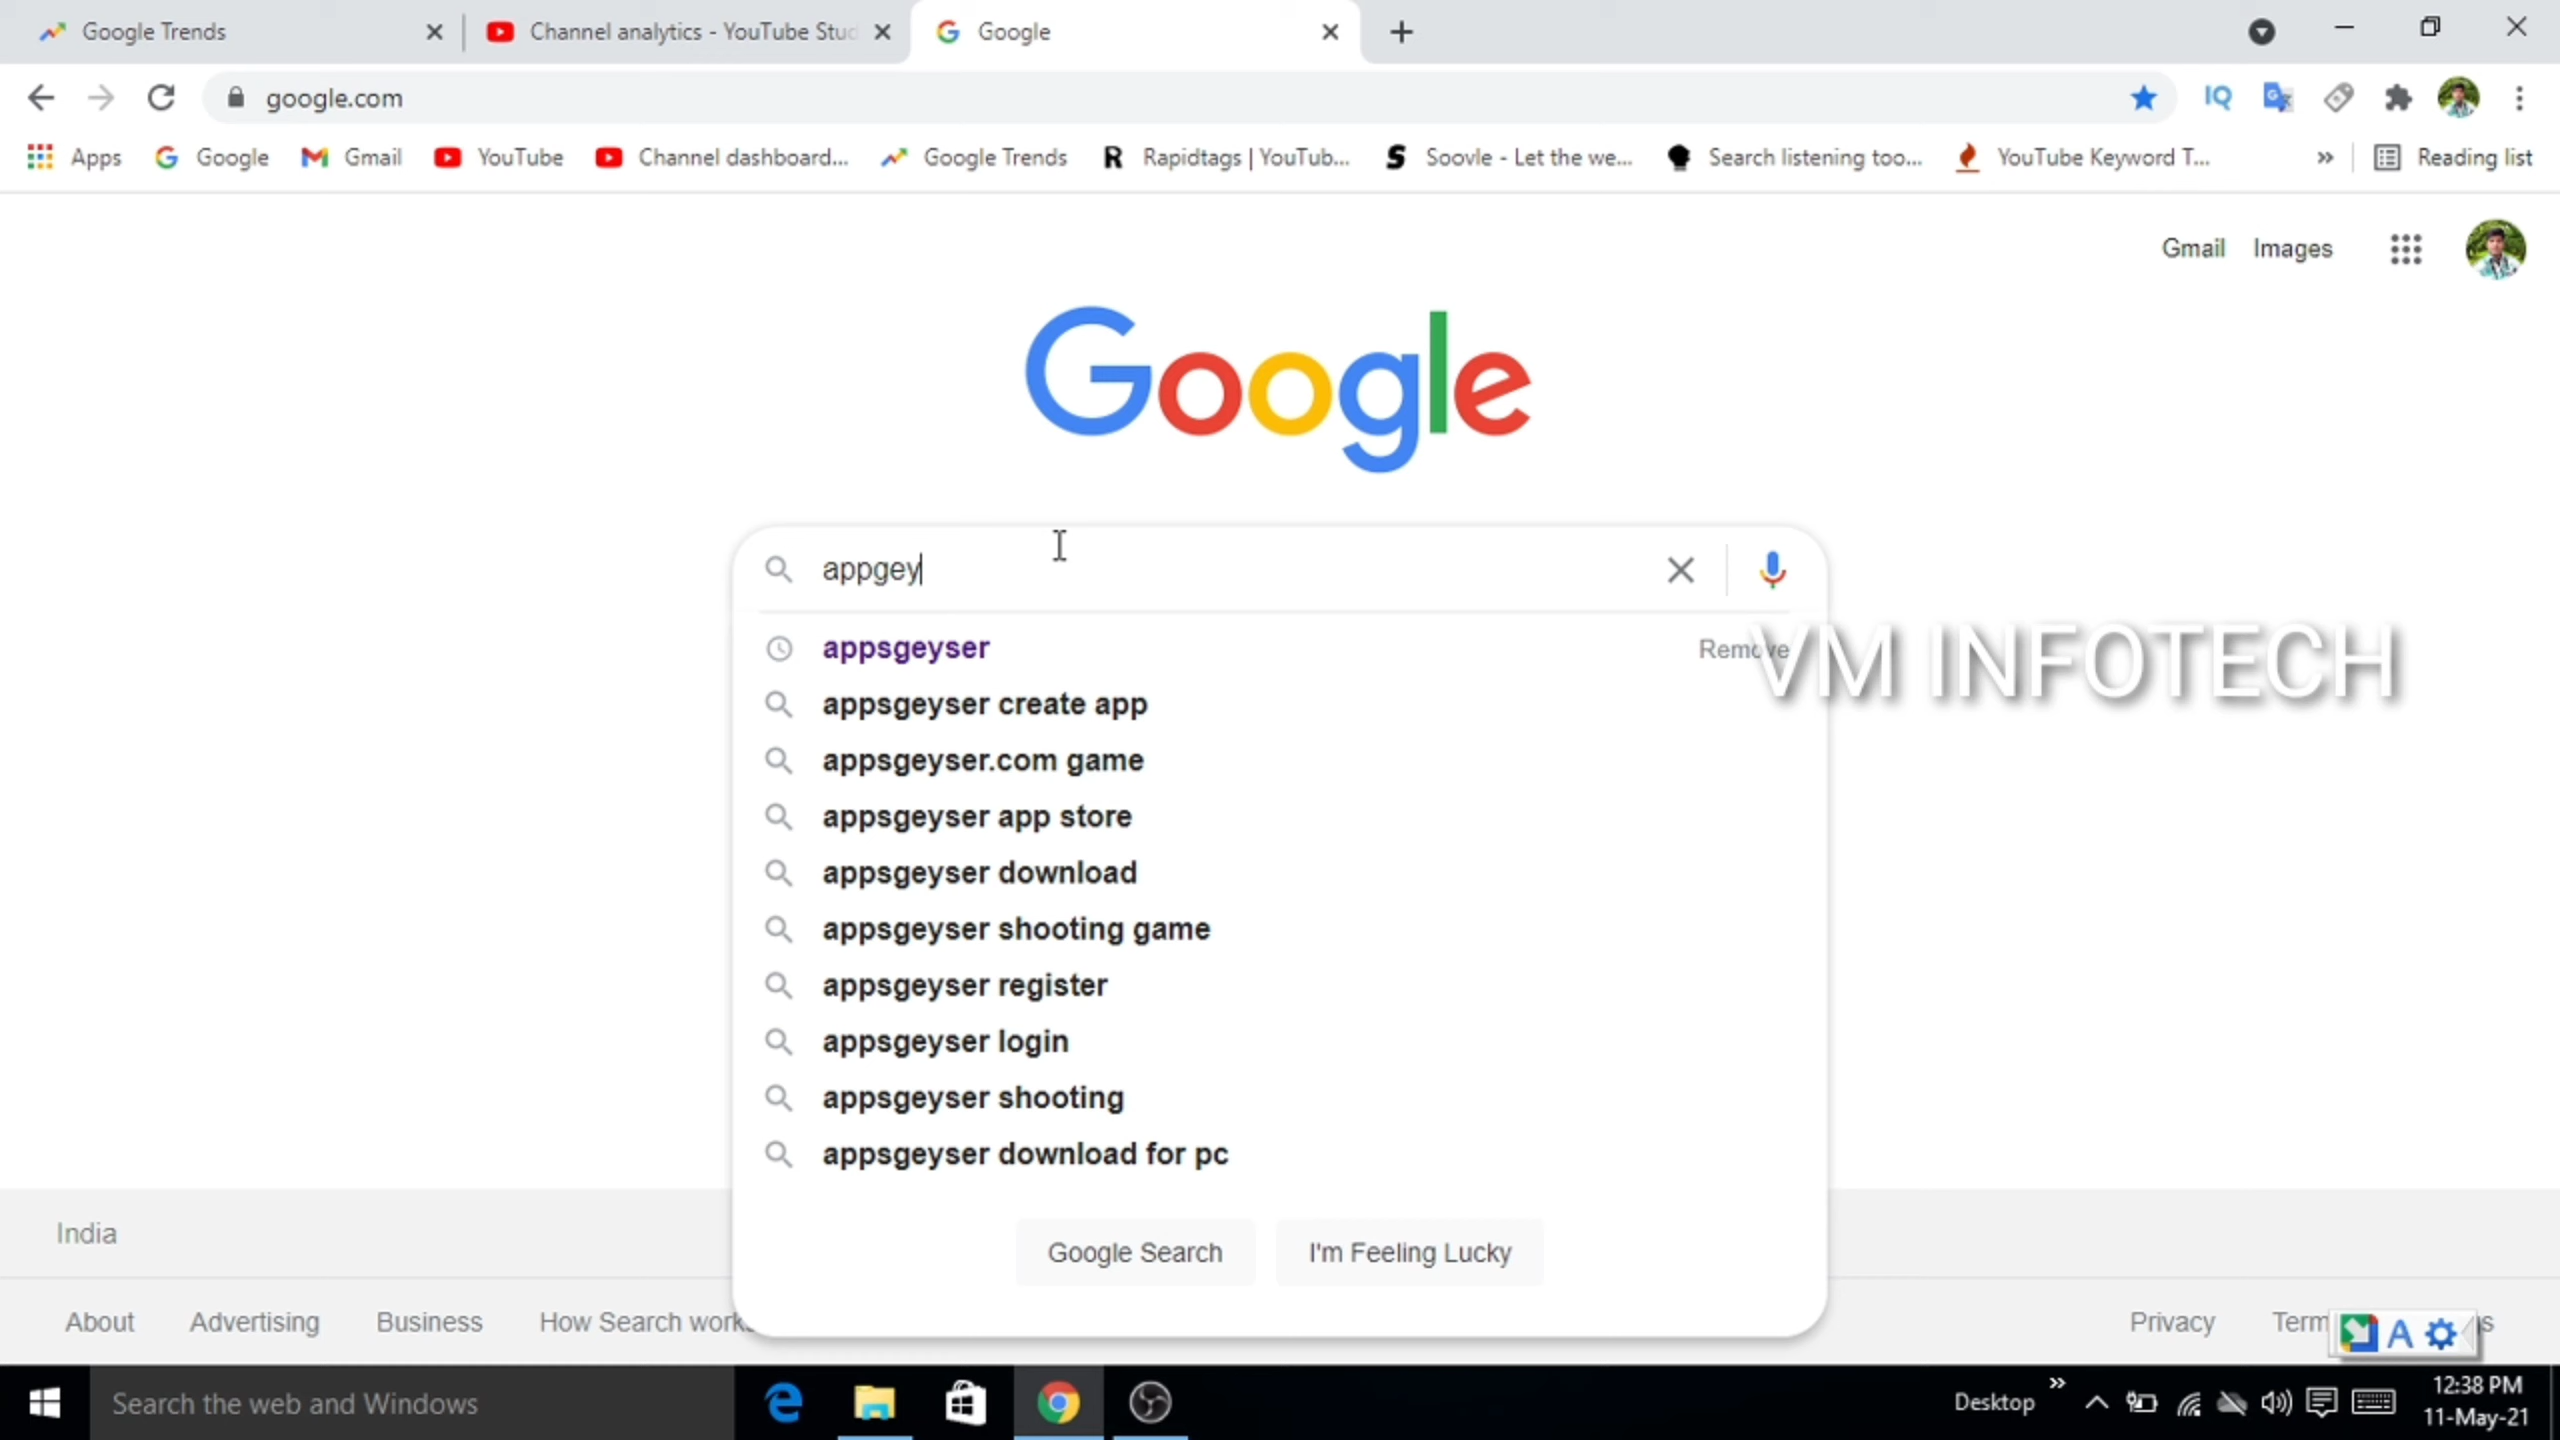 Google Trends
Channel analytics - YouTube Stud
Google
google.com
IQ
Apps
Google
Gmail
YouTube
Channel dashboard...
Google Trends
R
Rapidtags | YouTub...
S
Soovle - Let the we...
Search listening too...
YouTube Keyword T...
»
Reading list
Gmail
Images
Google
appgey
appsgeyser
Remove
VM INFOTECH
appsgeyser create app
appsgeyser.com game
appsgeyser app store
appsgeyser download
appsgeyser shooting game
appsgeyser register
appsgeyser login
appsgeyser shooting
appsgeyser download for pc
India
Google Search
I'm Feeling Lucky
About
Advertising
Business
How Search works
Privacy
A
Search the web and Windows
Desktop
12:38 PM
11-May-21